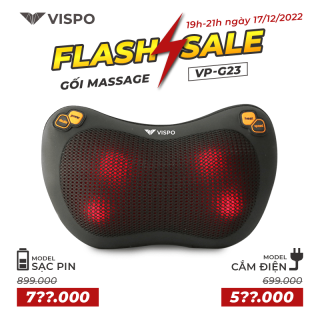 VISPO
19h-21h ngày 17/12/2022
FLASH SALE
GỐI MASSAGE
VP-G23
VISPO
MODEL
SẠC PIN
899.000
7??.000
MODEL
CẮM ĐIỆN
699.000
5??.000